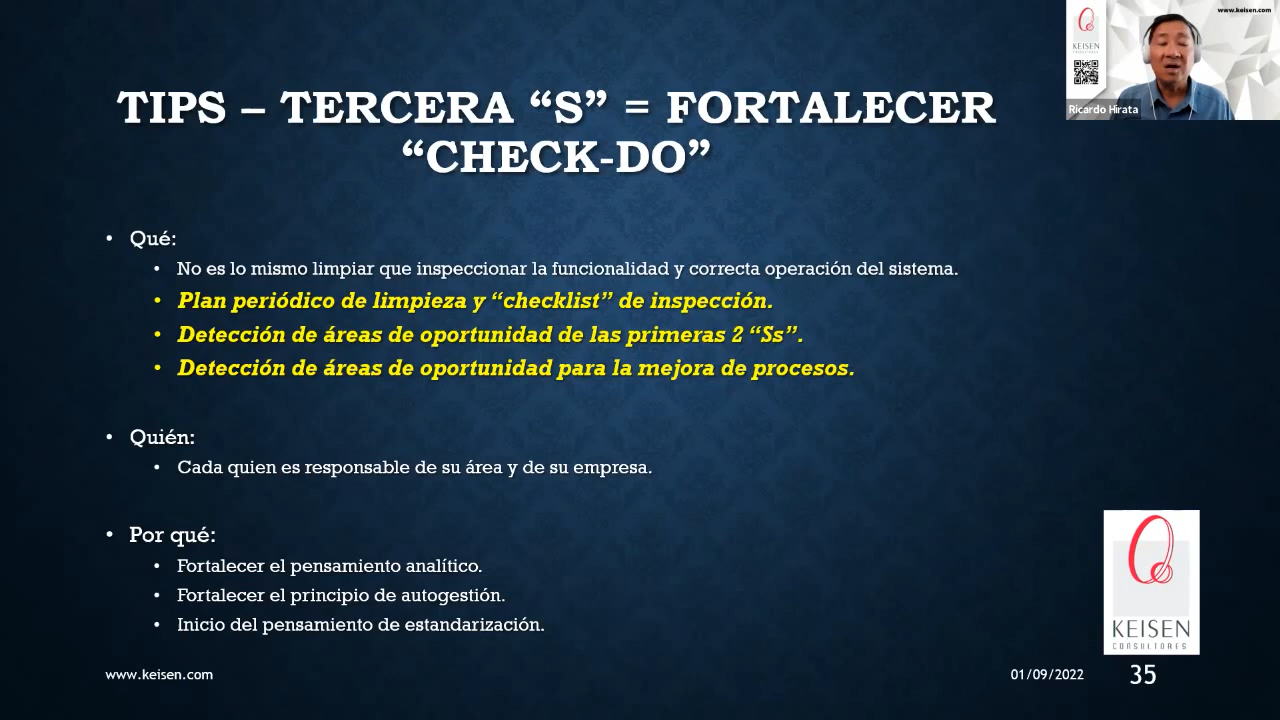 www.keisen.com
KEISEN
CONSULTORES
Ricardo Hirata
TIPS – TERCERA “S” = FORTALECER
“CHECK-DO”
• Qué:
• No es lo mismo limpiar que inspeccionar la funcionalidad y correcta operación del sistema.
• Plan periódico de limpieza y “checklist” de inspección.
• Detección de áreas de oportunidad de las primeras 2 “Ss”.
• Detección de áreas de oportunidad para la mejora de procesos.
• Quién:
• Cada quien es responsable de su área y de su empresa.
• Por qué:
• Fortalecer el pensamiento analítico.
• Fortalecer el principio de autogestión.
• Inicio del pensamiento de estandarización.
KEISEN
CONSULTORES
www.keisen.com
01/09/2022
35